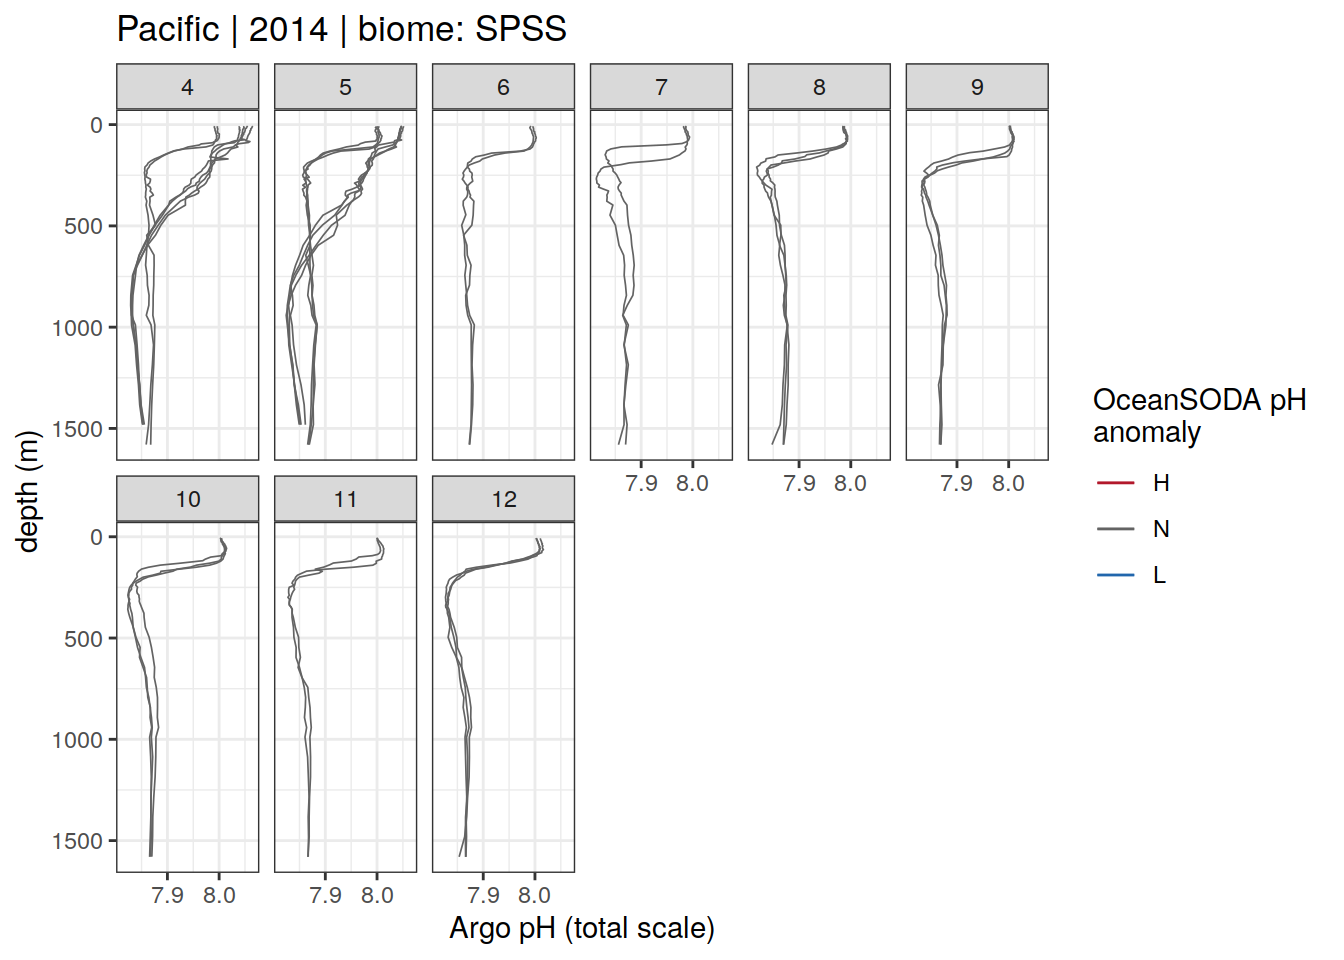 Pacific | 2014 | biome: SPSS
4 5 6 7 8 9
0
500
1000
1500
7.9 8.0 7.9 8.0 7.9 8.0
10 11 12
0
500
1000
1500
7.9 8.0 7.9 8.0 7.9 8.0
depth (m)
Argo pH (total scale)
OceanSODA pH
anomaly
H
N
L